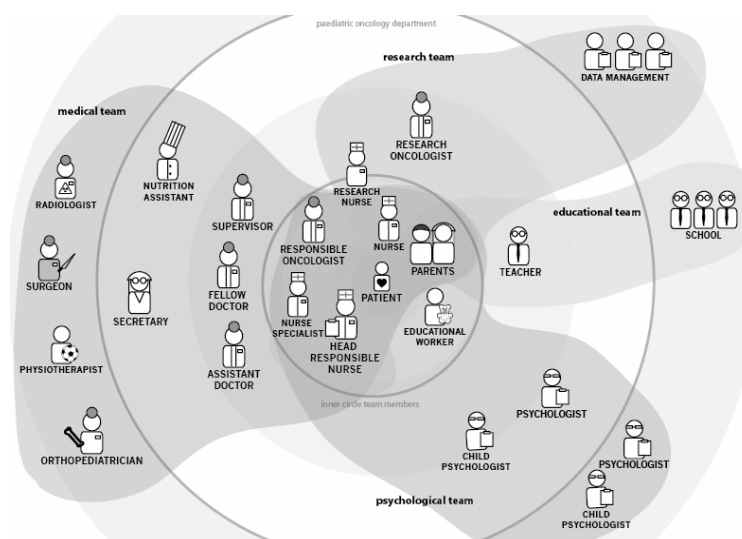 paediatric oncology department
research team
DATA MANAGEMENT
medical team
RESEARCH
ONCOLOGIST
NUTRITION
ASSISTANT
RADIOLOGIST
RESEARCH
NURSE
SUPERVISOR
educational team
SCHOOL
RESPONSIBLE
ONCOLOGIST
NURSE
PARENTS
TEACHER
SURGEON
FELLOW
DOCTOR
PATIENT
SECRETARY
NURSE
SPECIALIST
EDUCATIONAL
WORKER
HEAD
RESPONSIBLE
NURSE
PHYSIOTHERAPIST
ASSISTANT
DOCTOR
inner circle team members
PSYCHOLOGIST
ORTHOPEDIATRICIAN
CHILD
PSYCHOLOGIST
PSYCHOLOGIST
psychological team
CHILD
PSYCHOLOGIST